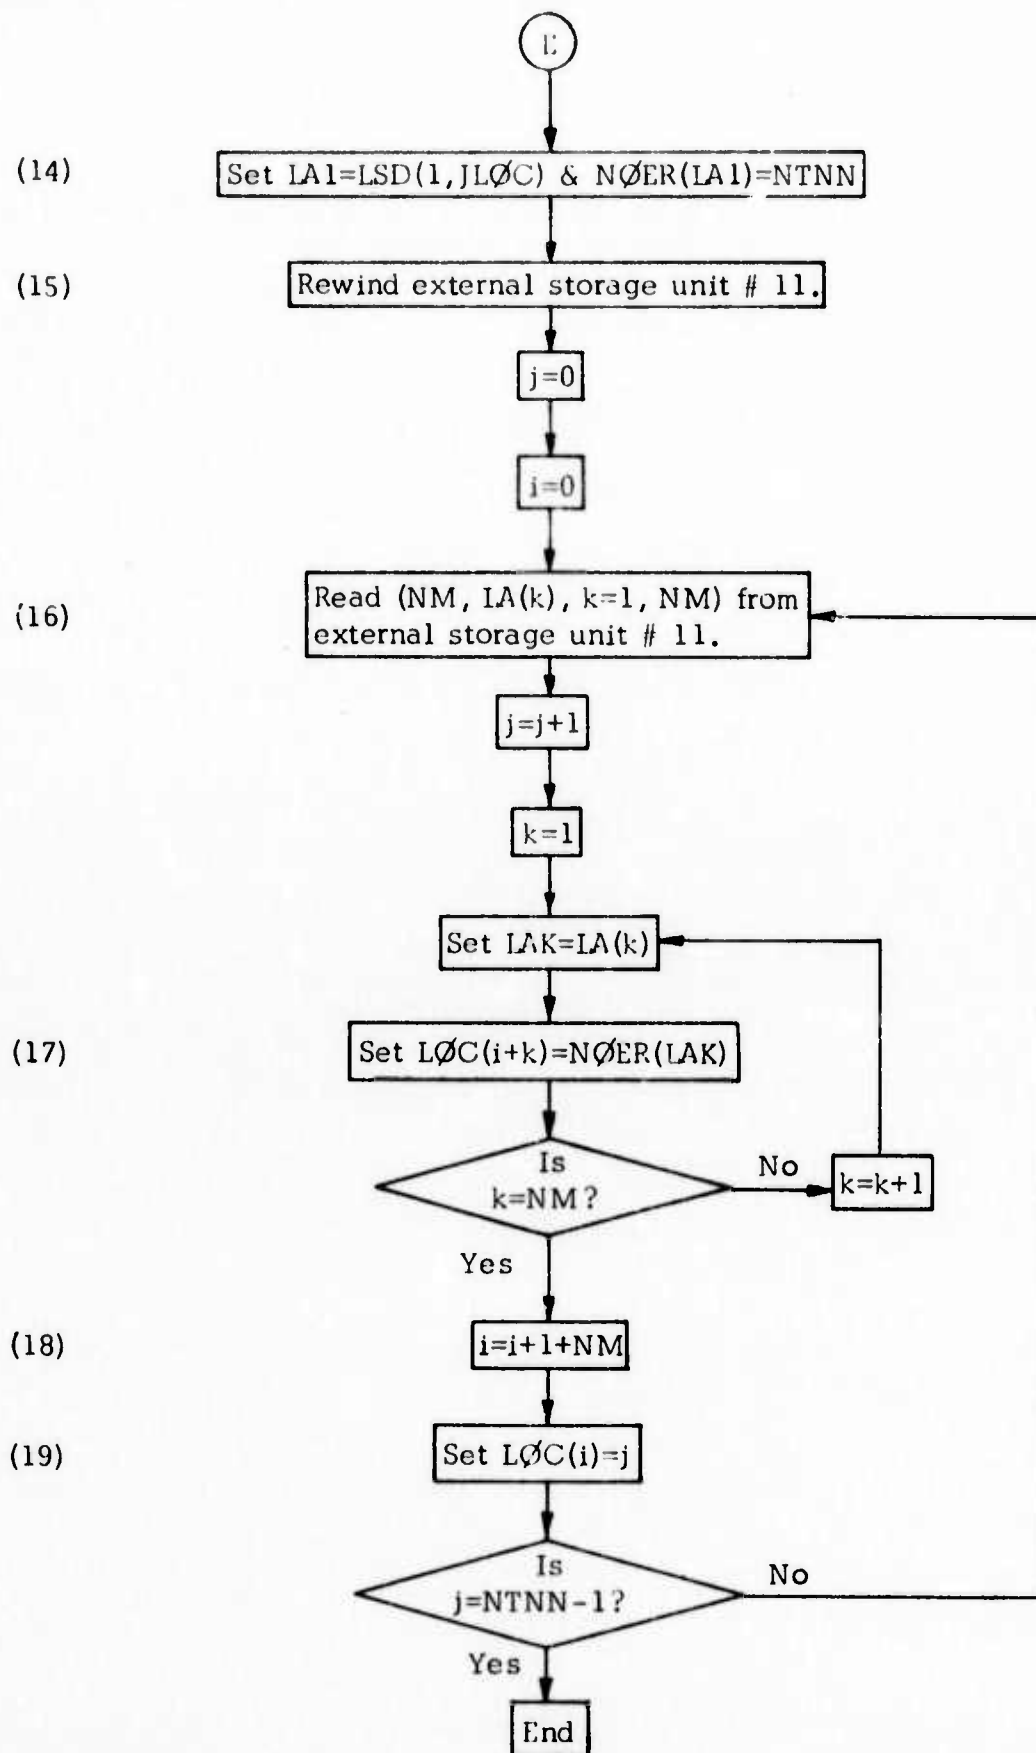 (14)
Set LA1=LSD(1,JLØC) & NØER(LA1)=NTNN
(15)
Rewind external storage unit # 11.
j=0
i=0
(16)
Read (NM, LA(k), k=1, NM) from
external storage unit # 11.
j=j+1
k=1
Set LAK=LA(k)
(17)
Set LØC(i+k)=NØER(LAK)
Is
k=NM?
No
k=k+1
Yes
(18)
i=i+1+NM
(19)
Set LØC(i)=j
Is
j=NTNN-1?
No
Yes
End